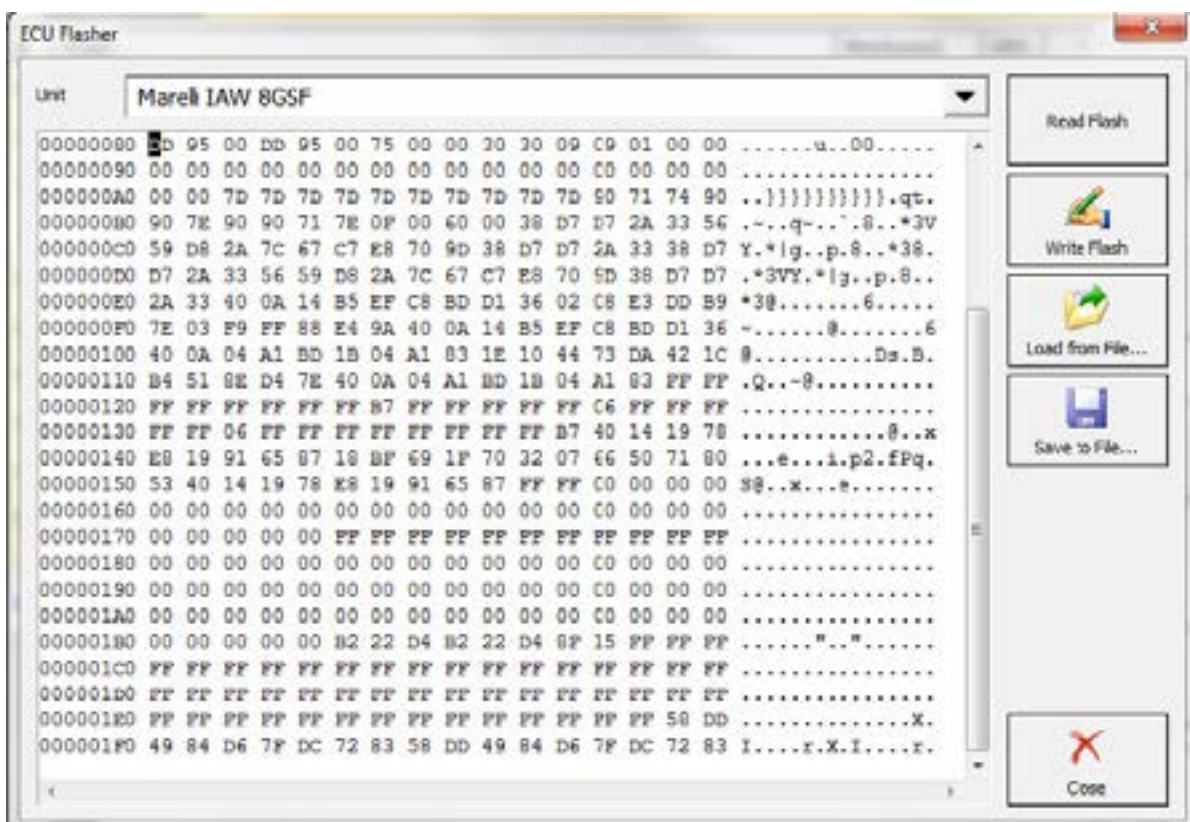 ECU Flasher
Unit
Marelli IAW 8GSF
00000080 DD 95 00 DD 95 00 75 00 00 30 30 09 C9 01 00 00 ......u..00.....
00000090 00 00 00 00 00 00 00 00 00 00 00 00 00 00 00 00 ................
000000A0 00 00 7D 7D 7D 7D 7D 7D 7D 7D 7D 7D 90 71 74 90 ..}}}}}}}}}}.qt.
000000B0 90 7E 90 90 71 7E 0F 00 60 00 38 D7 D7 2A 33 56 .~..q~..`.8..*3V
000000C0 59 D8 2A 7C 67 C7 E8 70 9D 38 D7 D7 2A 33 38 D7 Y.*|g..p.8..*38.
000000D0 D7 2A 33 56 59 D8 2A 7C 67 C7 E8 70 9D 38 D7 D7 .*3VY.*|g..p.8..
000000E0 2A 33 40 0A 14 B5 EF C8 BD D1 36 02 C8 E3 DD B9 *3@.......6.....
000000F0 7E 03 F9 FF 88 E4 9A 40 0A 14 B5 EF C8 BD D1 36 ~......@.......6
00000100 40 0A 04 A1 BD 1B 04 A1 83 1E 10 44 73 DA 42 1C @..........Ds.B.
00000110 B4 51 8E D4 7E 40 0A 04 A1 BD 1B 04 A1 83 FF FF .Q..~@..........
00000120 FF FF FF FF FF FF B7 FF FF FF FF FF C6 FF FF FF ................
00000130 FF FF 06 FF FF FF FF FF FF FF FF B7 40 14 19 78 ............@..x
00000140 E8 19 91 65 87 18 BF 69 1F 70 32 07 66 50 71 80 ...e...i.p2.fPq.
00000150 53 40 14 19 78 E8 19 91 65 87 FF FF 00 00 00 00 S@..x...e.......
00000160 00 00 00 00 00 00 00 00 00 00 00 00 00 00 00 00 ................
00000170 00 00 00 00 00 FF FF FF FF FF FF FF FF FF FF FF ................
00000180 00 00 00 00 00 00 00 00 00 00 00 00 00 00 00 00 ................
00000190 00 00 00 00 00 00 00 00 00 00 00 00 00 00 00 00 ................
000001A0 00 00 00 00 00 00 00 00 00 00 00 00 00 00 00 00 ................
000001B0 00 00 00 00 00 B2 22 D4 B2 22 D4 8F 15 FF FF FF ......".."......
000001C0 FF FF FF FF FF FF FF FF FF FF FF FF FF FF FF FF ................
000001D0 FF FF FF FF FF FF FF FF FF FF FF FF FF FF FF FF ................
000001E0 FF FF FF FF FF FF FF FF FF FF FF FF FF FF 58 DD ..............X.
000001F0 49 84 D6 7F DC 72 83 58 DD 49 84 D6 7F DC 72 83 I....r.X.I....r.
Read Flash
Write Flash
Load from File...
Save to File...
Close